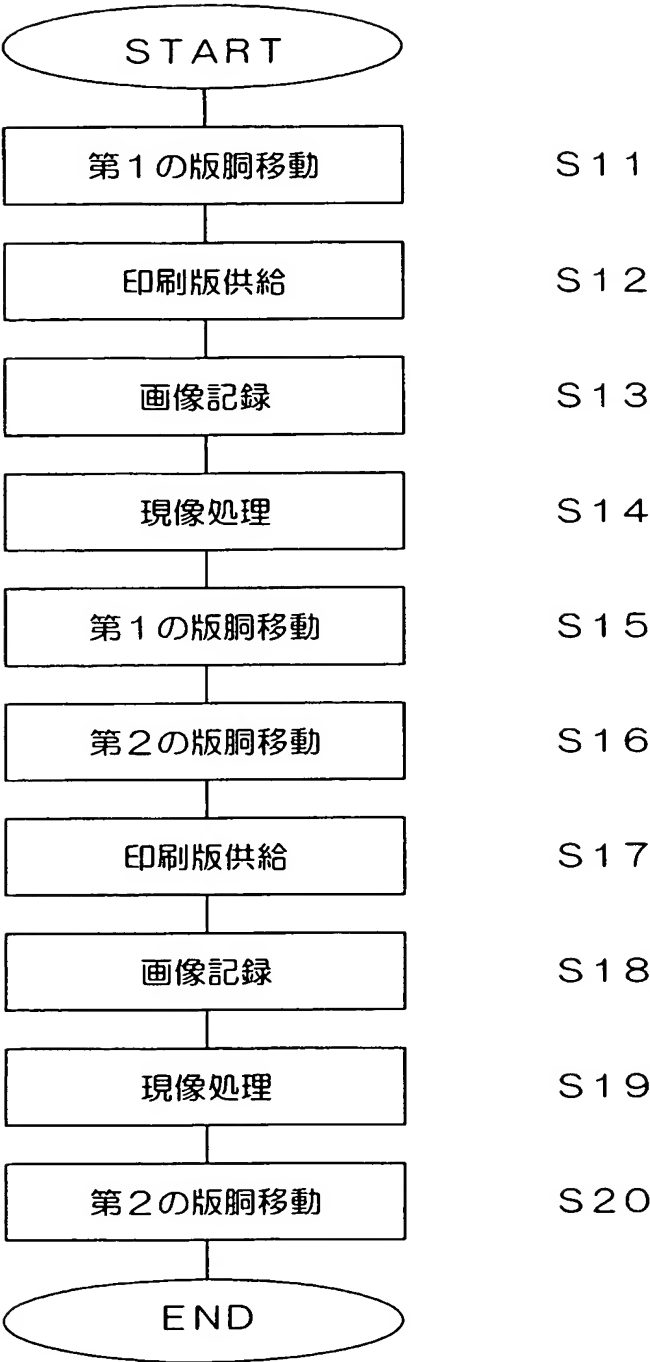 START
第1の版胴移動 S11
印刷版供給 S12
画像記録 S13
現像処理 S14
第1の版胴移動 S15
第2の版胴移動 S16
印刷版供給 S17
画像記録 S18
現像処理 S19
第2の版胴移動 S20
END